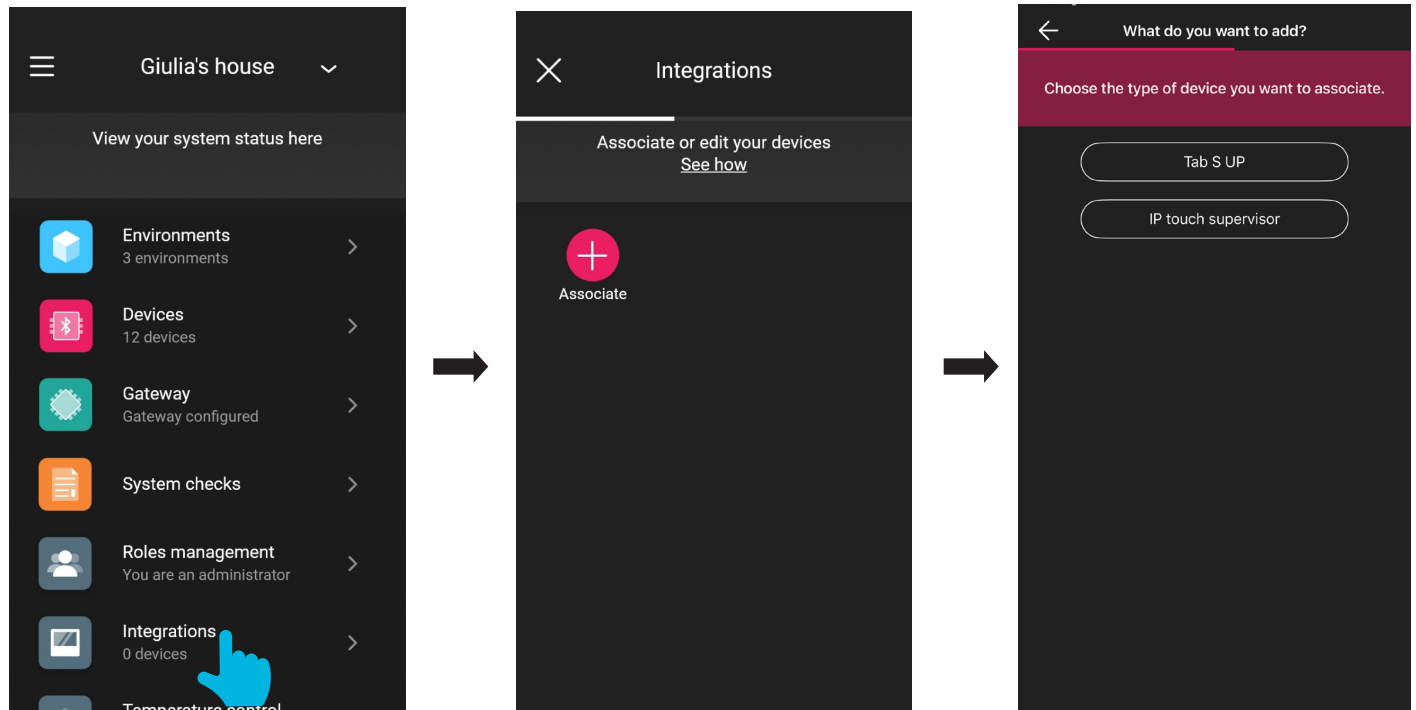 Giulia's house
View your system status here
Environments
3 environments
Devices
12 devices
Gateway
Gateway configured
System checks
Roles management
You are an administrator
Integrations
0 devices
Temperature control
Integrations
Associate or edit your devices
See how
Associate
What do you want to add?
Choose the type of device you want to associate.
Tab S UP
IP touch supervisor